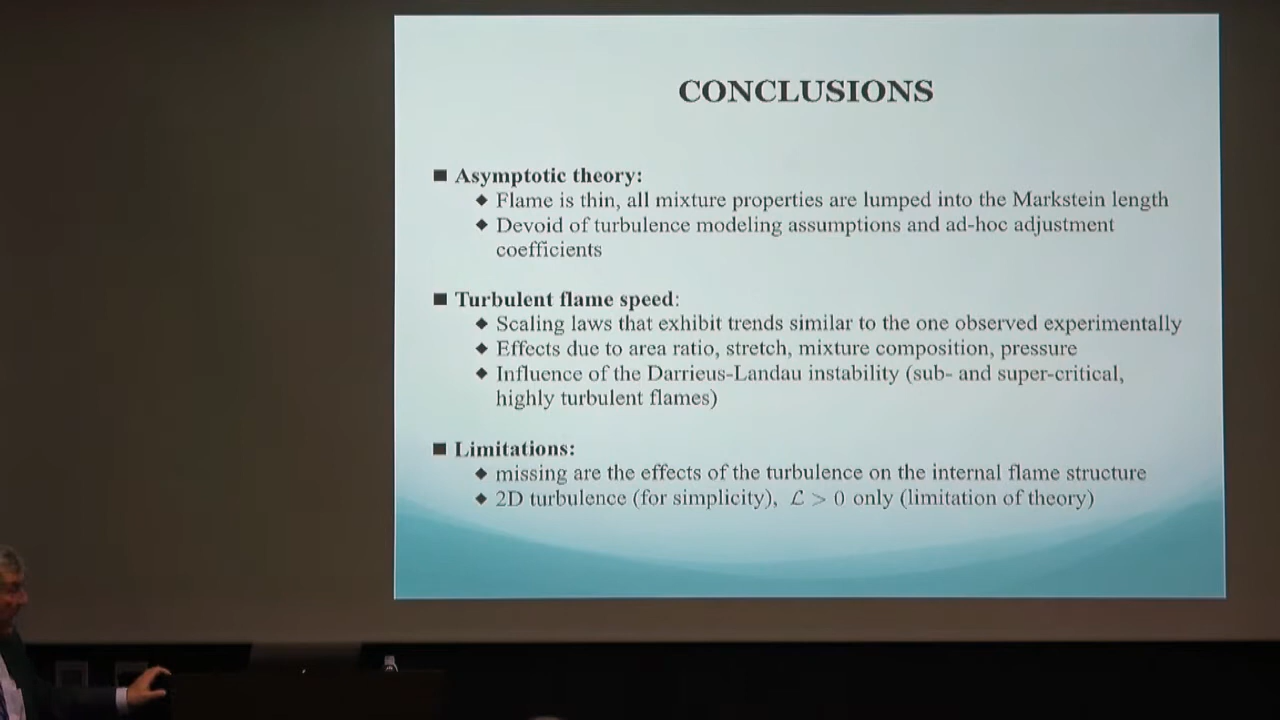 CONCLUSIONS
■ Asymptotic theory:
◆ Flame is thin, all mixture properties are lumped into the Markstein length
◆ Devoid of turbulence modeling assumptions and ad-hoc adjustment
coefficients
■ Turbulent flame speed:
◆ Scaling laws that exhibit trends similar to the one observed experimentally
◆ Effects due to area ratio, stretch, mixture composition, pressure
◆ Influence of the Darrieus-Landau instability (sub- and super-critical,
highly turbulent flames)
■ Limitations:
◆ missing are the effects of the turbulence on the internal flame structure
◆ 2D turbulence (for simplicity), ℒ > 0 only (limitation of theory)